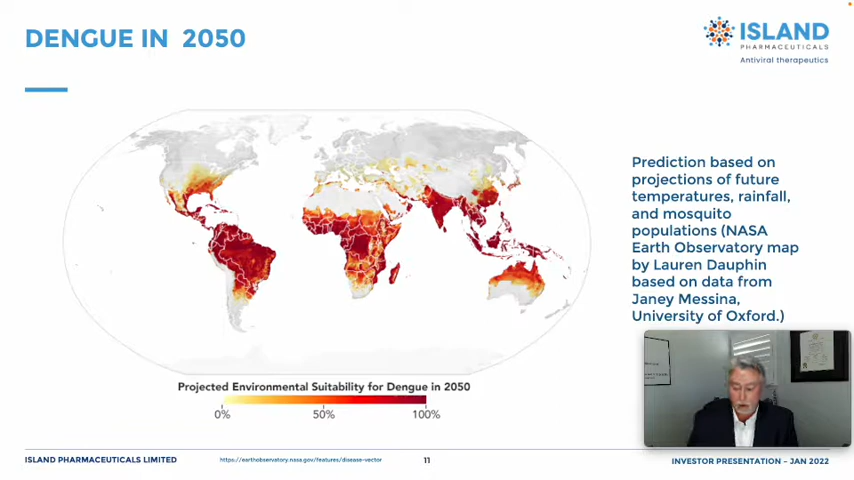 DENGUE IN 2050
ISLAND
PHARMACEUTICALS
Antiviral therapeutics
Prediction based on
projections of future
temperatures, rainfall,
and mosquito
populations (NASA
Earth Observatory map
by Lauren Dauphin
based on data from
Janey Messina,
University of Oxford.)
Projected Environmental Suitability for Dengue in 2050
0% 50% 100%
ISLAND PHARMACEUTICALS LIMITED
https://earthobservatory.nasa.gov/features/disease-vector
11
INVESTOR PRESENTATION – JAN 2022